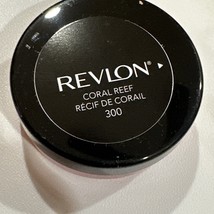 REVLON®
CORAL REEF
RÉCIF DE CORAIL
300